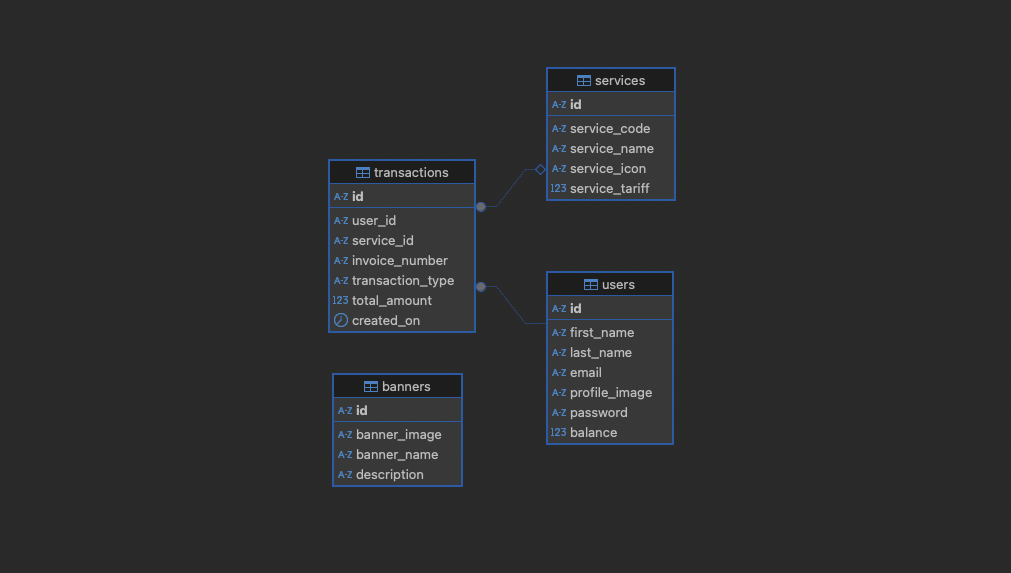 services
A-Z id
A-Z service_code
A-Z service_name
A-Z service_icon
123 service_tariff
transactions
A-Z id
A-Z user_id
A-Z service_id
A-Z invoice_number
A-Z transaction_type
123 total_amount
created_on
users
A-Z id
A-Z first_name
A-Z last_name
A-Z email
A-Z profile_image
A-Z password
123 balance
banners
A-Z id
A-Z banner_image
A-Z banner_name
A-Z description